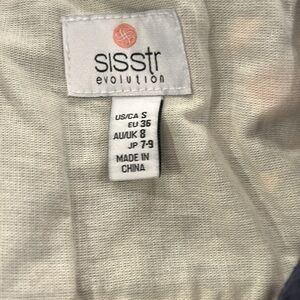 sisstr
evolution
US/CA S
EU 36
AU/UK 8
JP 7-9
MADE IN
CHINA